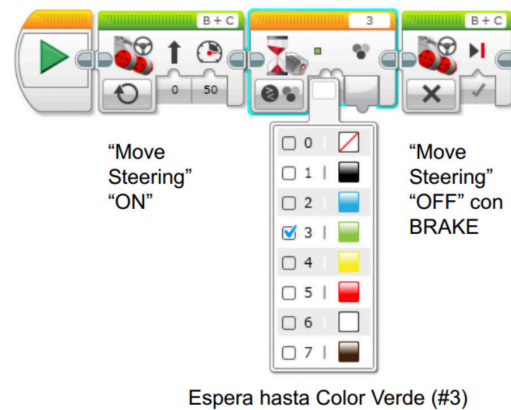 B + C
3
B + C
0 50
“Move
Steering”
“ON”
0
1
2
3
4
5
6
7
“Move
Steering”
“OFF” con
BRAKE
Espera hasta Color Verde (#3)